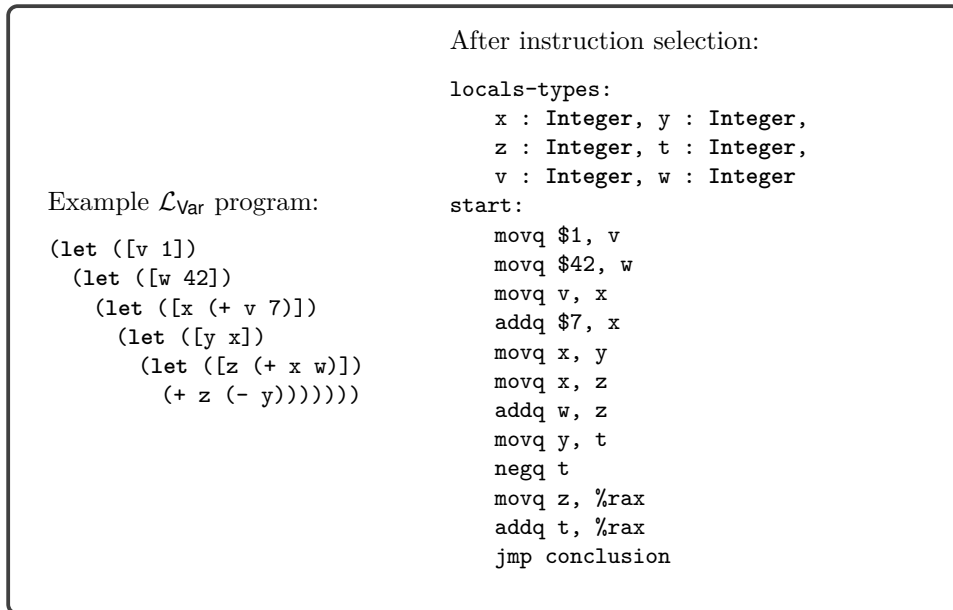 Example ℒVar program:
(let ([v 1])
  (let ([w 42])
    (let ([x (+ v 7)])
      (let ([y x])
        (let ([z (+ x w)])
          (+ z (- y)))))))
After instruction selection:
locals-types:
    x : Integer, y : Integer,
    z : Integer, t : Integer,
    v : Integer, w : Integer
start:
    movq $1, v
    movq $42, w
    movq v, x
    addq $7, x
    movq x, y
    movq x, z
    addq w, z
    movq y, t
    negq t
    movq z, %rax
    addq t, %rax
    jmp conclusion